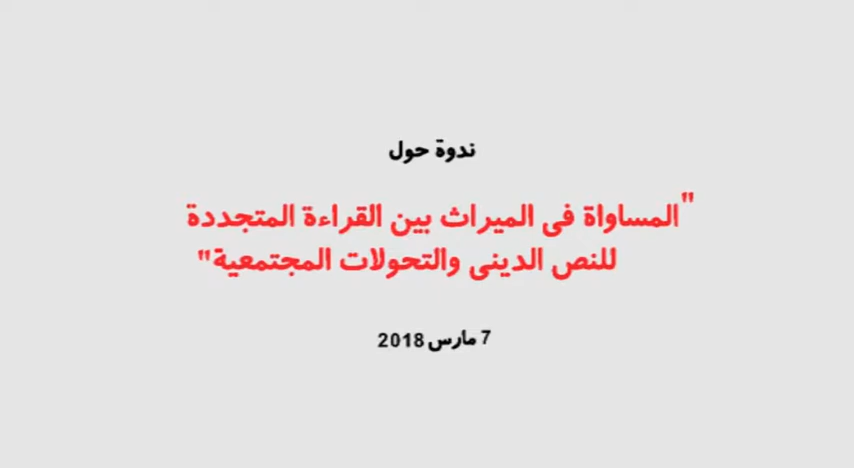 ندوة حول
"المساواة فى الميراث بين القراءة المتجددة
للنص الدينى والتحولات المجتمعية"
7 مارس 2018